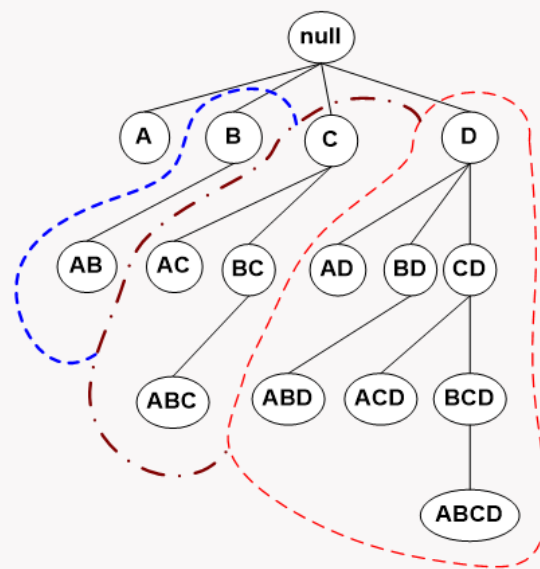 null
A B C D
AB AC BC AD BD CD
ABC ABD ACD BCD
ABCD